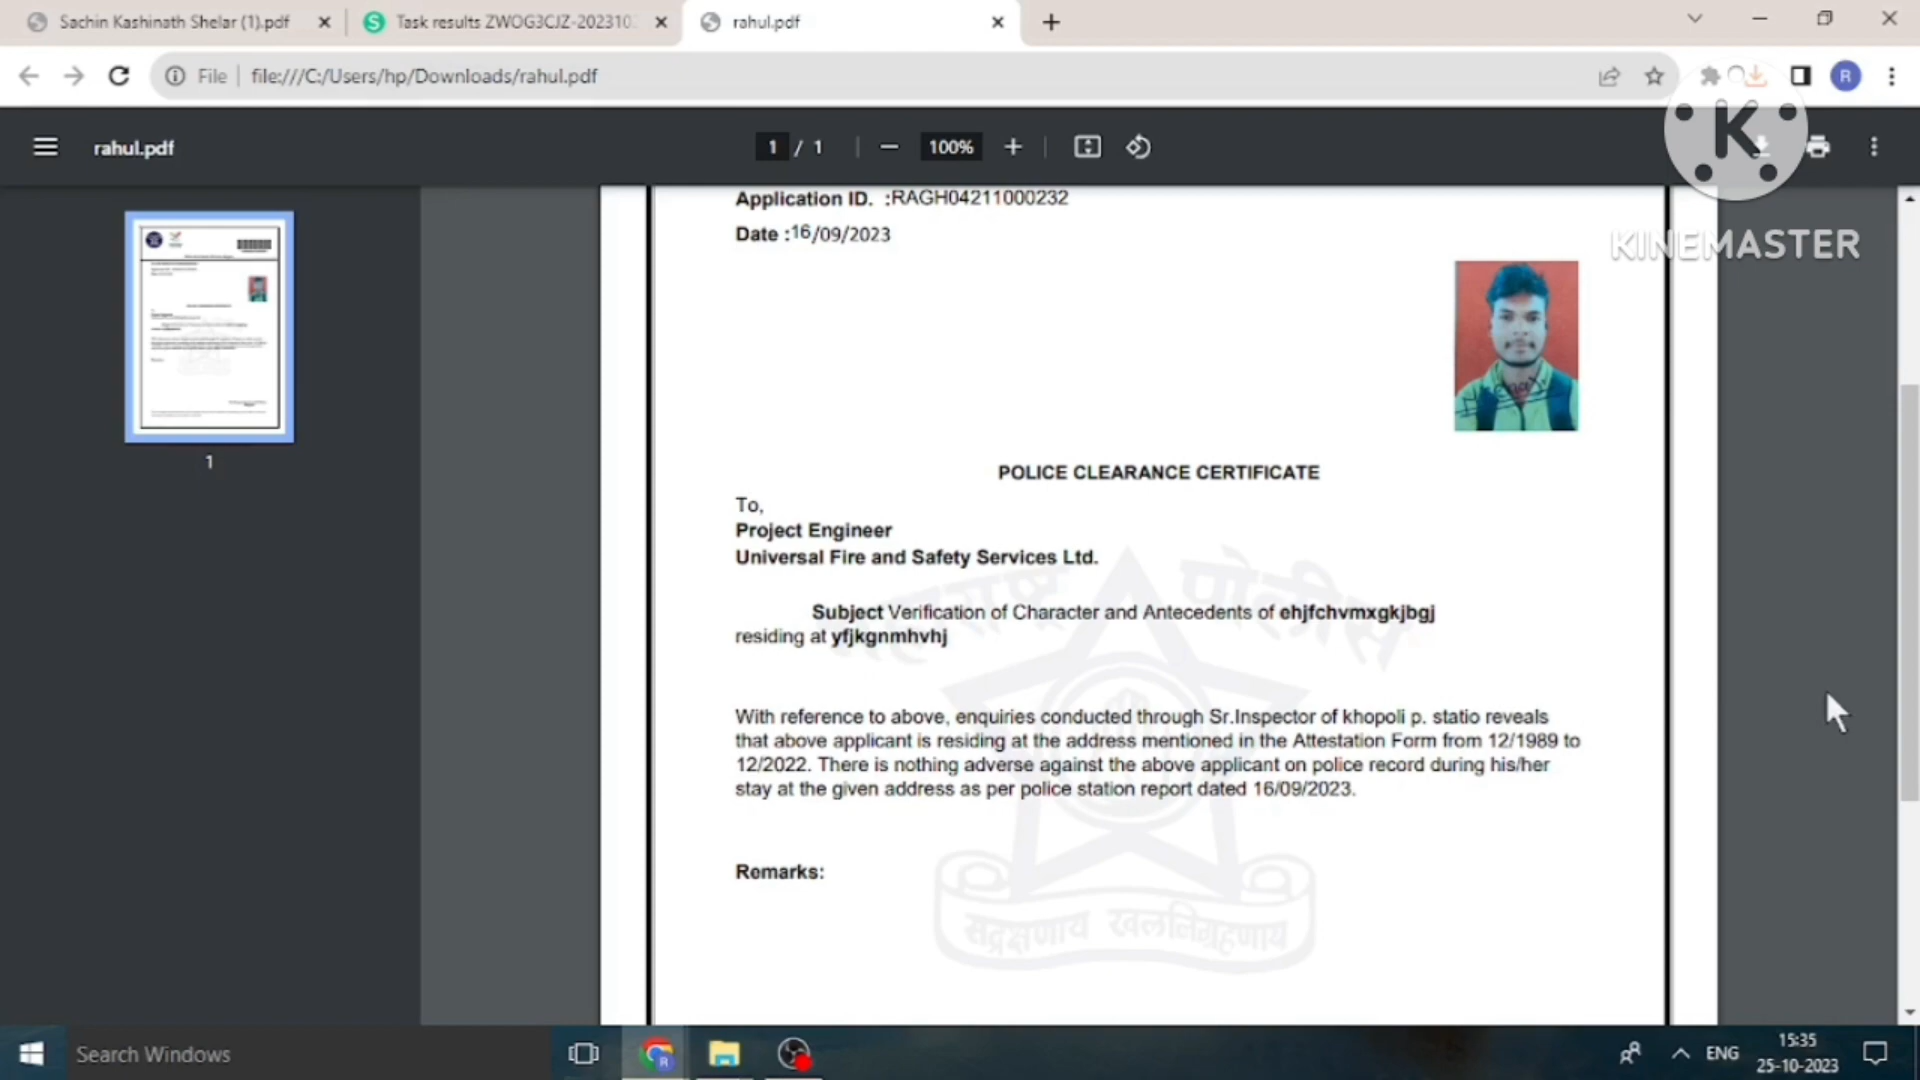 Sachin Kashinath Shelar (1).pdf
Task results ZWOG3CJZ-202310
rahul.pdf
File
file:///C:/Users/hp/Downloads/rahul.pdf
R
rahul.pdf
1 / 1
100%
K
KINEMASTER
Application ID. :RAGH04211000232
Date :16/09/2023
1
POLICE CLEARANCE CERTIFICATE
To,
Project Engineer
Universal Fire and Safety Services Ltd.
महाराष्ट्र पोलीस
Subject Verification of Character and Antecedents of ehjfchvmxgkjbgj
residing at yfjkgnmhvhj
With reference to above, enquiries conducted through Sr.Inspector of khopoli p. statio reveals
that above applicant is residing at the address mentioned in the Attestation Form from 12/1989 to
12/2022. There is nothing adverse against the above applicant on police record during his/her
stay at the given address as per police station report dated 16/09/2023.
Remarks:
सद्रक्षणाय खलनिग्रहणाय
Search Windows
R
ENG
15:35
25-10-2023